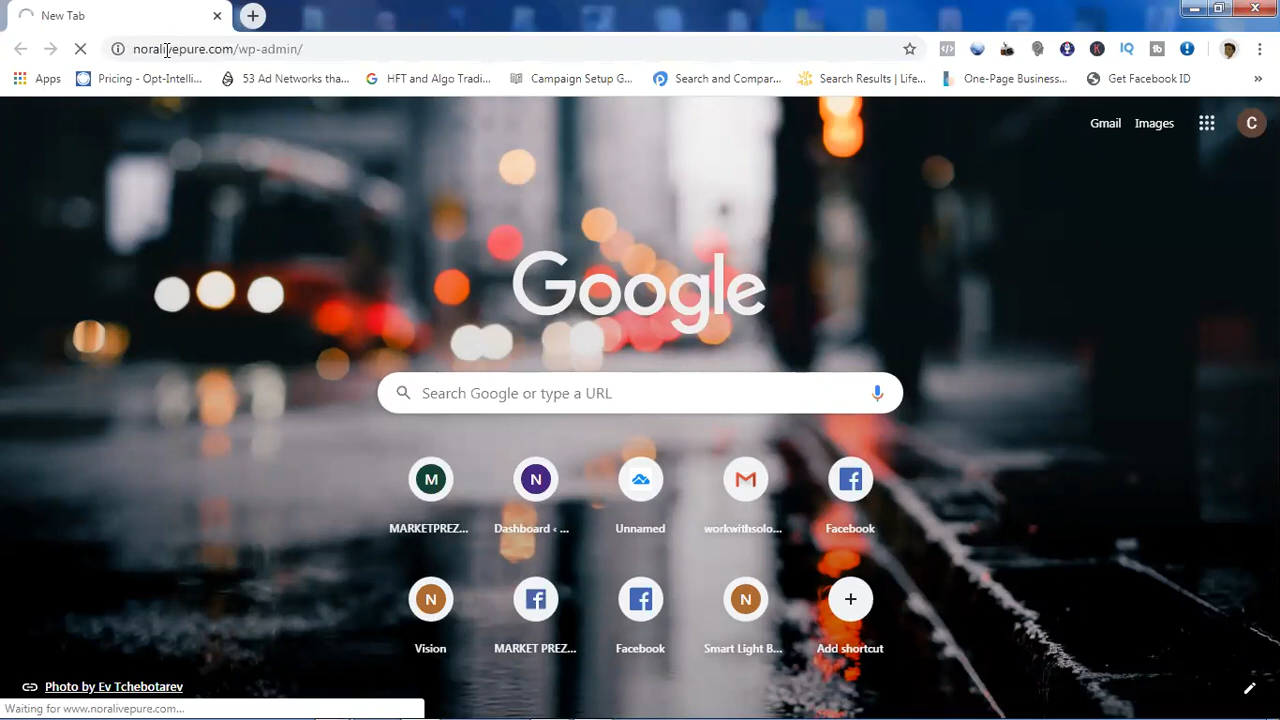 New Tab
noralivepure.com/wp-admin/
Apps
Pricing - Opt-Intelli...
53 Ad Networks tha...
HFT and Algo Tradi...
Campaign Setup G...
Search and Compar...
Search Results | Life...
One-Page Business...
Get Facebook ID
»
Gmail
Images
C
Google
Search Google or type a URL
M
N
MARKETPREZ...
Dashboard ‹ ...
Unnamed
workwithsolo...
Facebook
N
N
Vision
MARKET PREZ...
Facebook
Smart Light B...
Add shortcut
Photo by Ev Tchebotarev
Waiting for www.noralivepure.com...